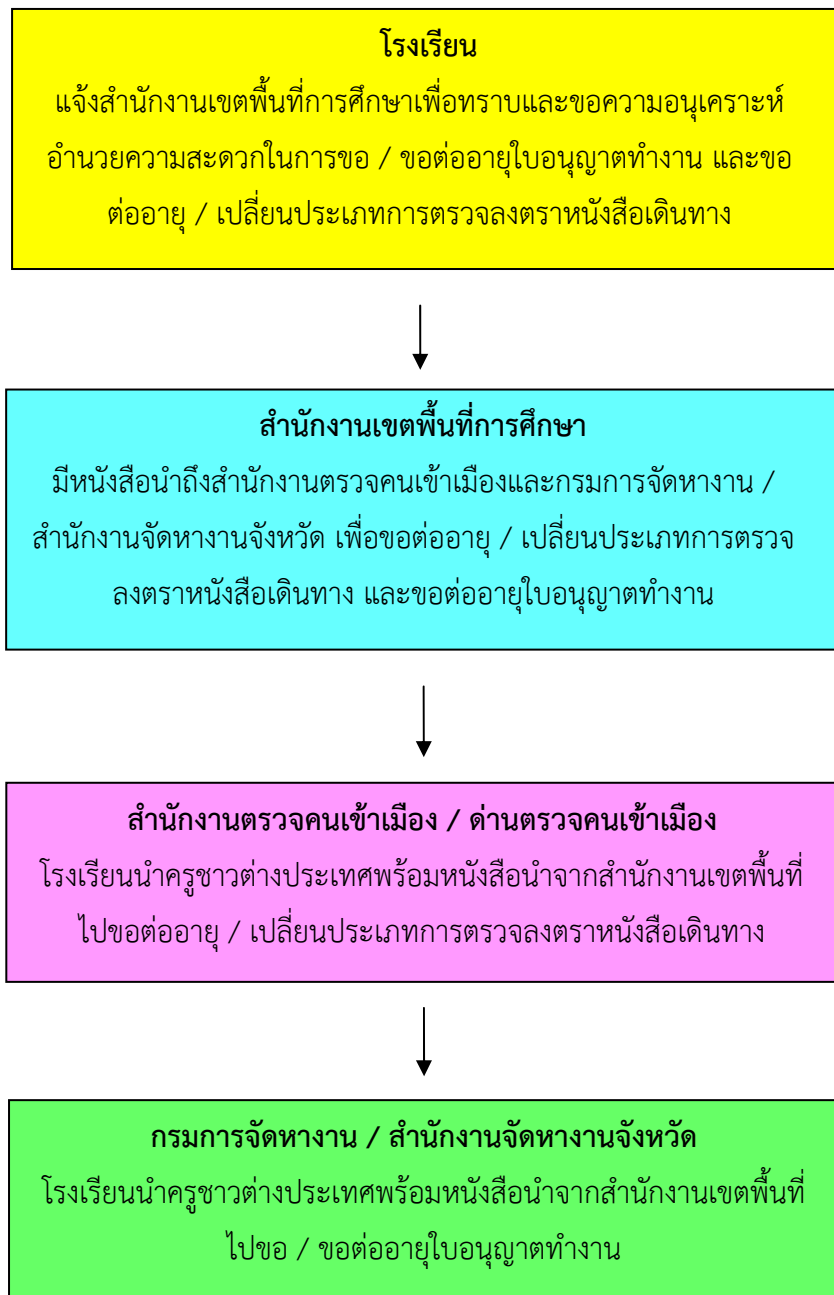 โรงเรียน
แจ้งสำนักงานเขตพื้นที่การศึกษาเพื่อทราบและขอความอนุเคราะห์
อำนวยความสะดวกในการขอ / ขอต่ออายุใบอนุญาตทำงาน และขอ
ต่ออายุ / เปลี่ยนประเภทการตรวจลงตราหนังสือเดินทาง
สำนักงานเขตพื้นที่การศึกษา
มีหนังสือนำถึงสำนักงานตรวจคนเข้าเมืองและกรมการจัดหางาน /
สำนักงานจัดหางานจังหวัด เพื่อขอต่ออายุ / เปลี่ยนประเภทการตรวจ
ลงตราหนังสือเดินทาง และขอต่ออายุใบอนุญาตทำงาน
สำนักงานตรวจคนเข้าเมือง / ด่านตรวจคนเข้าเมือง
โรงเรียนนำครูชาวต่างประเทศพร้อมหนังสือนำจากสำนักงานเขตพื้นที่
ไปขอต่ออายุ / เปลี่ยนประเภทการตรวจลงตราหนังสือเดินทาง
กรมการจัดหางาน / สำนักงานจัดหางานจังหวัด
โรงเรียนนำครูชาวต่างประเทศพร้อมหนังสือนำจากสำนักงานเขตพื้นที่
ไปขอ / ขอต่ออายุใบอนุญาตทำงาน